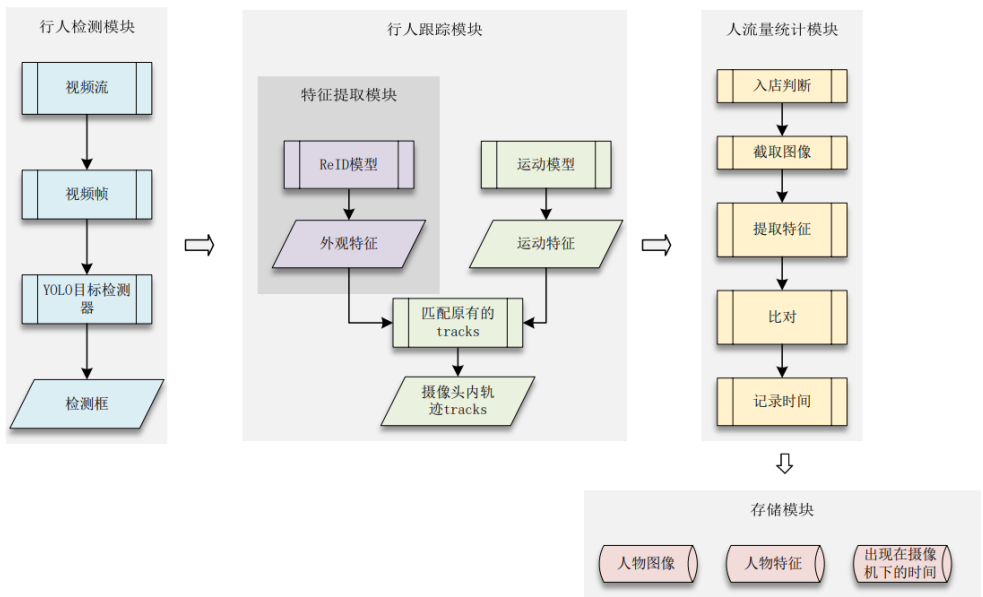 行人检测模块
视频流
视频帧
YOLO目标检测
器
检测框
行人跟踪模块
特征提取模块
ReID模型
外观特征
运动模型
运动特征
匹配原有的
tracks
摄像头内轨
迹tracks
人流量统计模块
入店判断
截取图像
提取特征
比对
记录时间
存储模块
人物图像
人物特征
出现在摄像
机下的时间